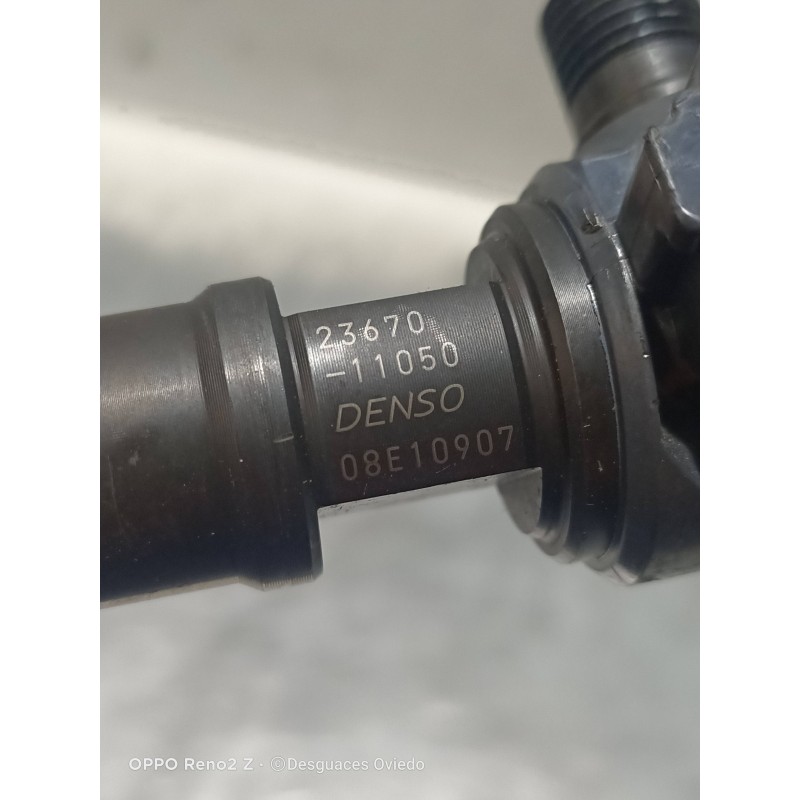 23670
-11050
DENSO
08E10907
OPPO Reno2 Z · ©Desguaces Oviedo